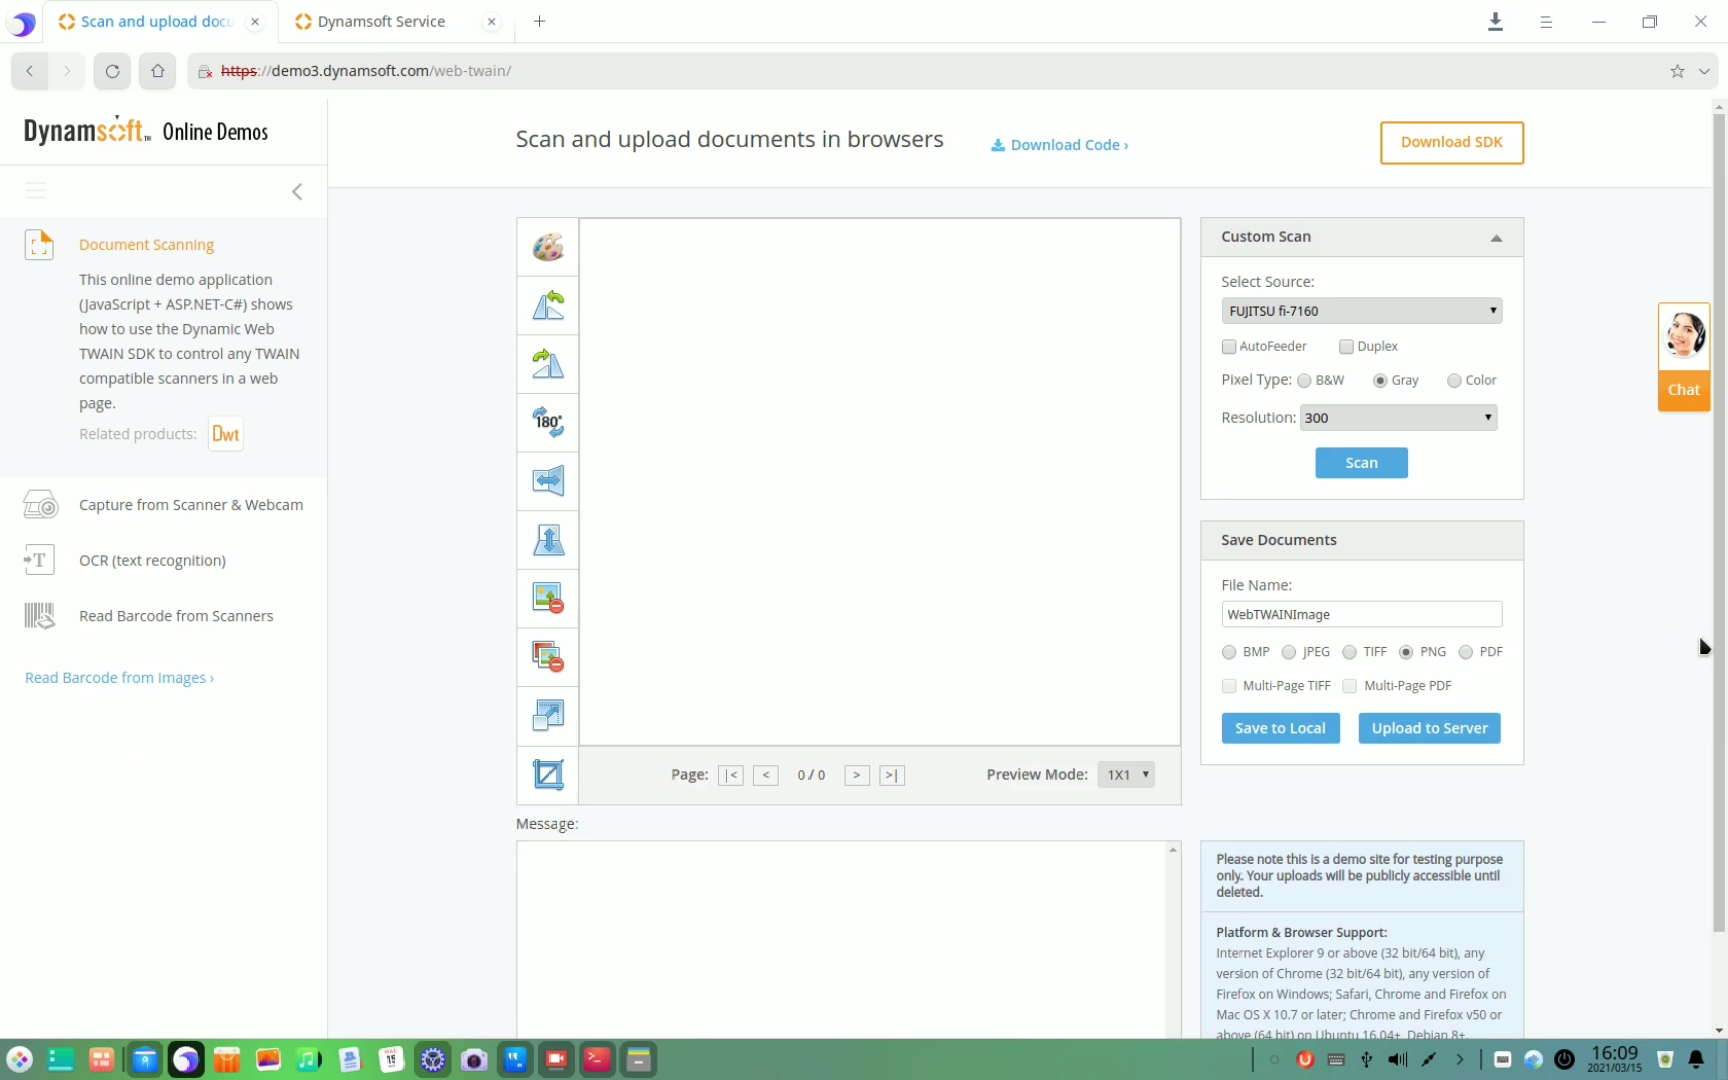 Scan and upload docu
Dynamsoft Service
https://demo3.dynamsoft.com/web-twain/
Dynamsoft™ Online Demos
Scan and upload documents in browsers
Download Code ›
Download SDK
Document Scanning
This online demo application
(JavaScript + ASP.NET-C#) shows
how to use the Dynamic Web
TWAIN SDK to control any TWAIN
compatible scanners in a web
page.
Related products: Dwt
Capture from Scanner & Webcam
T
OCR (text recognition)
Read Barcode from Scanners
Read Barcode from Images ›
180°
Page: |< < 0 / 0 > >|
Preview Mode: 1X1
Message:
Custom Scan
Select Source:
FUJITSU fi-7160
AutoFeeder Duplex
Pixel Type: B&W Gray Color
Resolution: 300
Scan
Save Documents
File Name:
WebTWAINImage
BMP JPEG TIFF PNG PDF
Multi-Page TIFF Multi-Page PDF
Save to Local Upload to Server
Chat
Please note this is a demo site for testing purpose
only. Your uploads will be publicly accessible until
deleted.
Platform & Browser Support:
Internet Explorer 9 or above (32 bit/64 bit), any
version of Chrome (32 bit/64 bit), any version of
Firefox on Windows; Safari, Chrome and Firefox on
Mac OS X 10.7 or later; Chrome and Firefox v50 or
above (64 bit) on Ubuntu 16.04+, Debian 8+,
16:09
2021/03/15